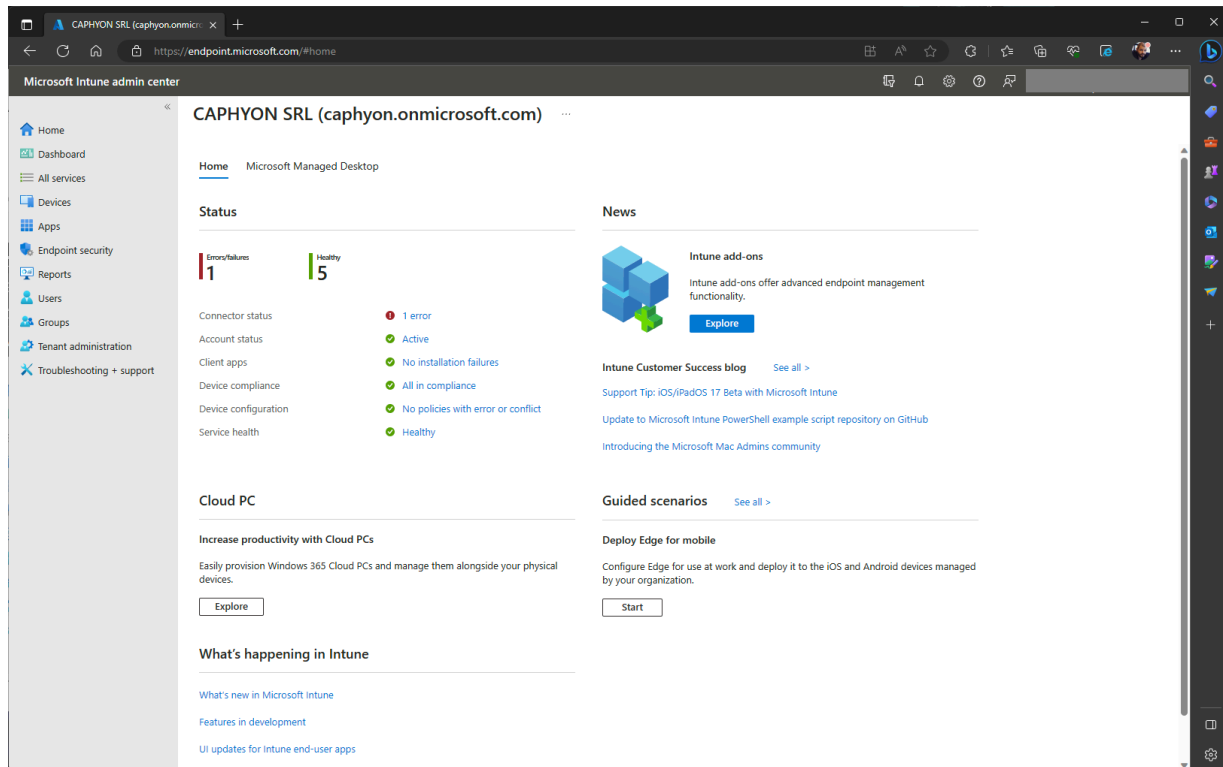 CAPHYON SRL (caphyon.onmicro
https://endpoint.microsoft.com/#home
Microsoft Intune admin center
Home
Dashboard
All services
Devices
Apps
Endpoint security
Reports
Users
Groups
Tenant administration
Troubleshooting + support
CAPHYON SRL (caphyon.onmicrosoft.com)
Home Microsoft Managed Desktop
Status
Errors/failures
1
Healthy
5
Connector status 1 error
Account status Active
Client apps No installation failures
Device compliance All in compliance
Device configuration No policies with error or conflict
Service health Healthy
News
Intune add-ons
Intune add-ons offer advanced endpoint management
functionality.
Explore
Intune Customer Success blog See all >
Support Tip: iOS/iPadOS 17 Beta with Microsoft Intune
Update to Microsoft Intune PowerShell example script repository on GitHub
Introducing the Microsoft Mac Admins community
Cloud PC
Increase productivity with Cloud PCs
Easily provision Windows 365 Cloud PCs and manage them alongside your physical
devices.
Explore
Guided scenarios See all >
Deploy Edge for mobile
Configure Edge for use at work and deploy it to the iOS and Android devices managed
by your organization.
Start
What's happening in Intune
What's new in Microsoft Intune
Features in development
UI updates for Intune end-user apps